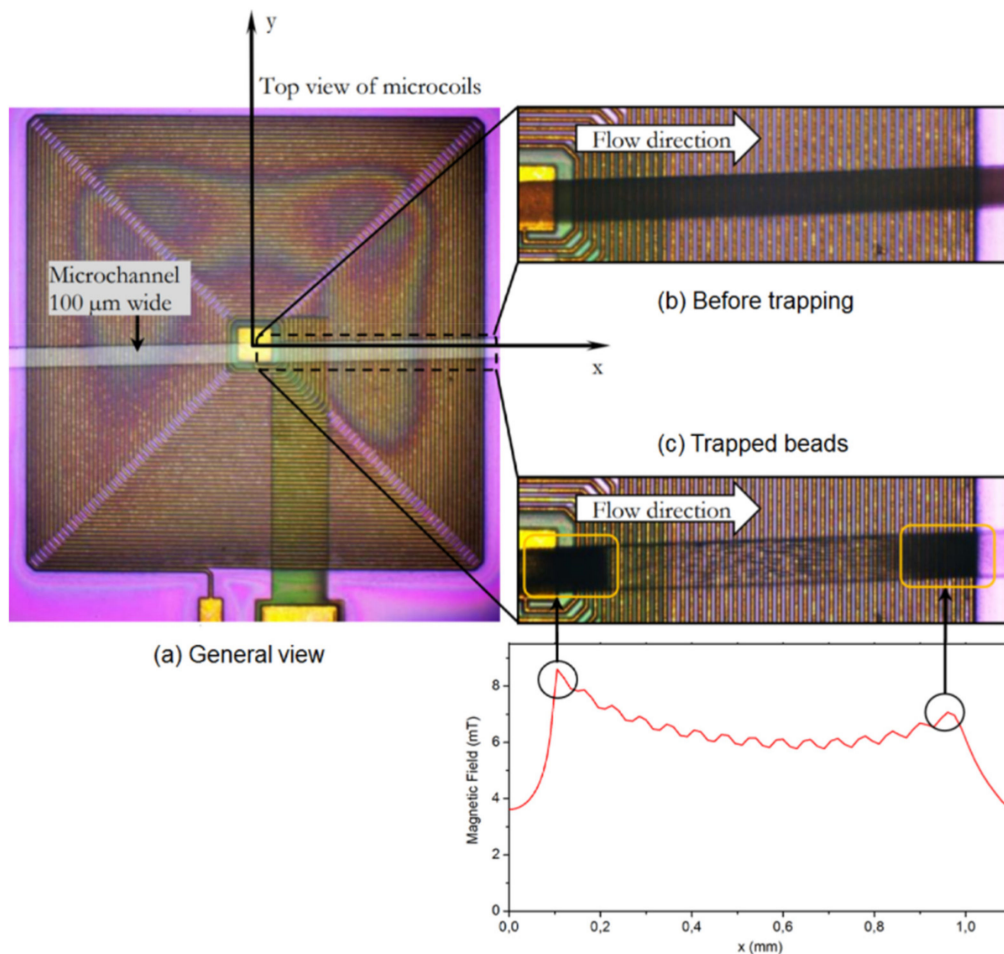 y
Top view of microcoils
Microchannel
100 µm wide
x
(a) General view
Flow direction
(b) Before trapping
(c) Trapped beads
Flow direction
Magnetic Field (mT)
8
6
4
2
0
0,0 0,2 0,4 0,6 0,8 1,0
x (mm)